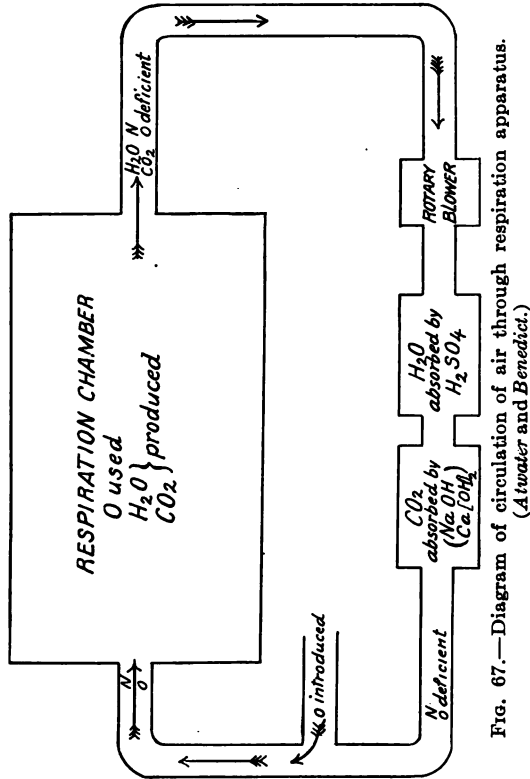 RESPIRATION CHAMBER
O used
H2O } produced
CO2
H2O N
CO2 O deficient
ROTARY
BLOWER
H2O
absorbed by
H2SO4
CO2
absorbed by
(Na OH
Ca[OH]2)
N
O deficient
O introduced
N
O
FIG. 67.—Diagram of circulation of air through respiration apparatus.
(Atwater and Benedict.)